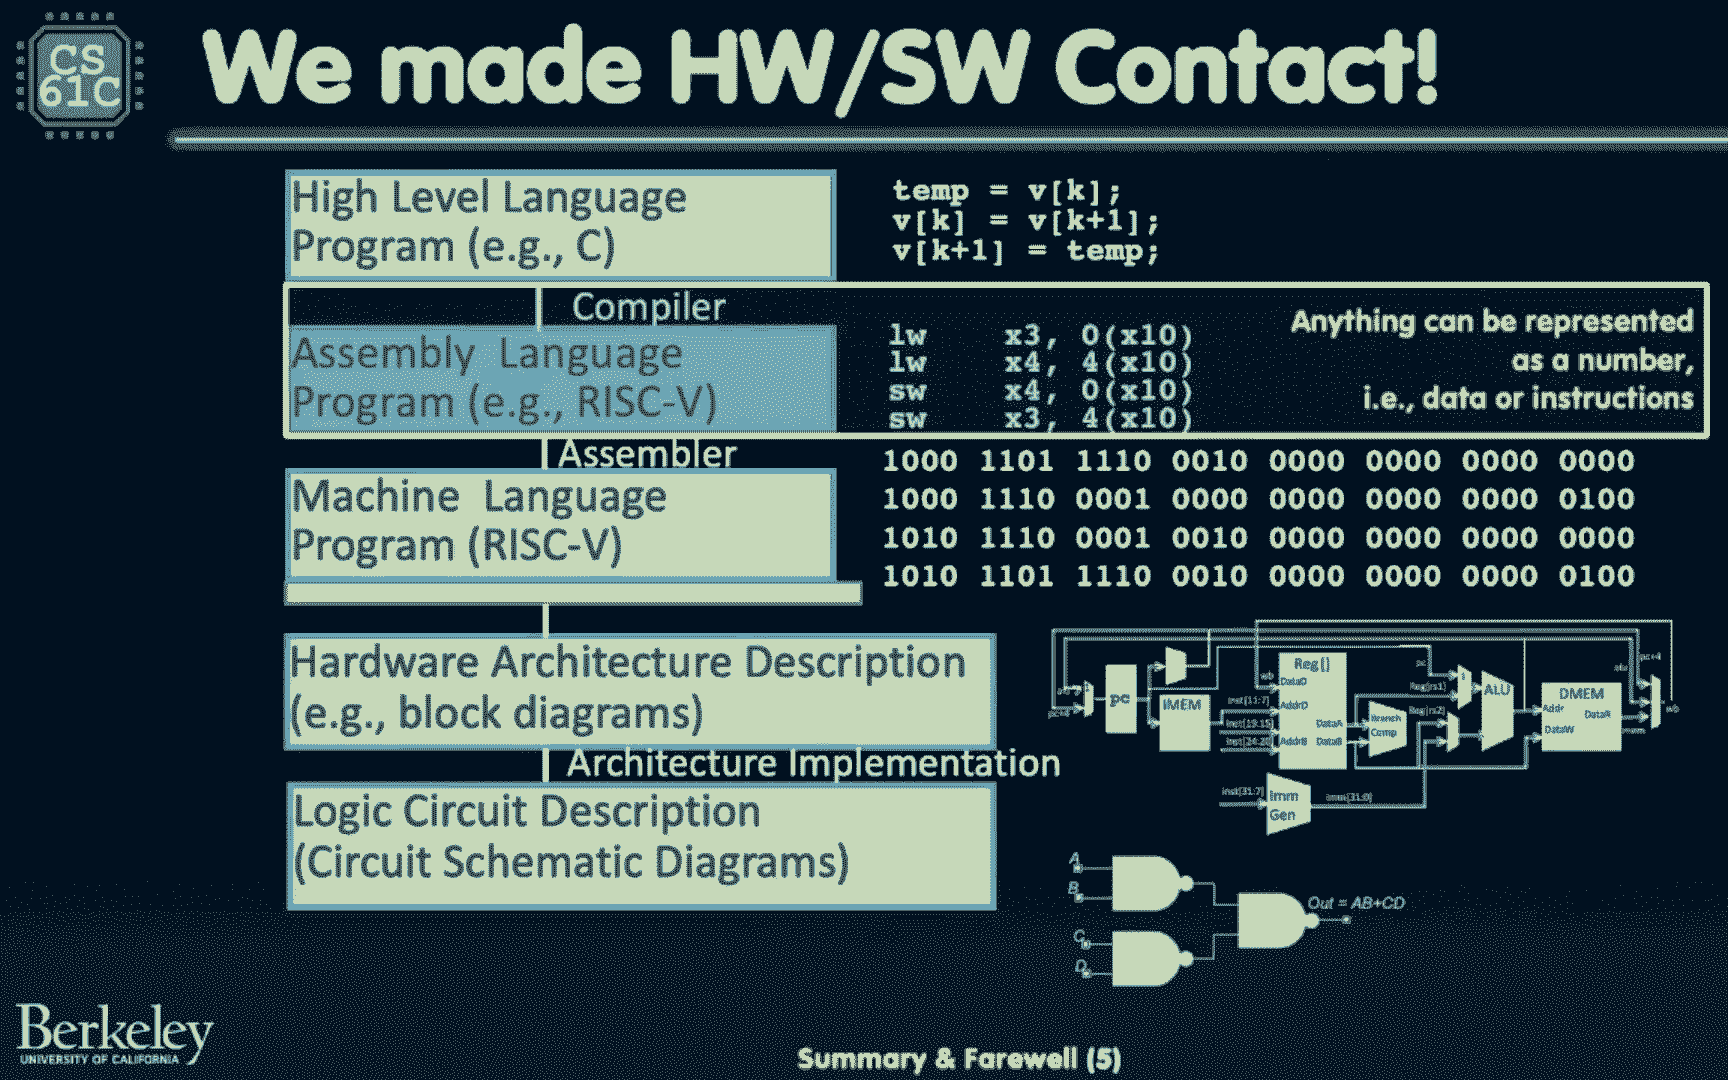 CS
61C
We made HW/SW Contact!
High Level Language
Program (e.g., C)
temp = v[k];
v[k] = v[k+1];
v[k+1] = temp;
Compiler
Assembly Language
Program (e.g., RISC-V)
lw x3, 0(x10)
lw x4, 4(x10)
sw x4, 0(x10)
sw x3, 4(x10)
Anything can be represented
as a number,
i.e., data or instructions
Assembler
Machine Language
Program (RISC-V)
1000 1101 1110 0010 0000 0000 0000 0000
1000 1110 0001 0000 0000 0000 0000 0100
1010 1110 0001 0010 0000 0000 0000 0000
1010 1101 1110 0010 0000 0000 0000 0100
Hardware Architecture Description
(e.g., block diagrams)
pc+4
pc
IMEM
inst[11:7]
inst[19:15]
inst[24:20]
wb
Reg[]
DataD
AddrD
AddrB
DataA
DataB
Branch
Comp
pc
Reg[rs1]
Reg[rs2]
ALU
DMEM
Addr
DataR
DataW
alu
pc+4
wb
inst[31:7]
Imm
Gen
imm[31:0]
Architecture Implementation
Logic Circuit Description
(Circuit Schematic Diagrams)
A
B
C
D
Out = AB+CD
Berkeley
UNIVERSITY OF CALIFORNIA
Summary & Farewell (5)